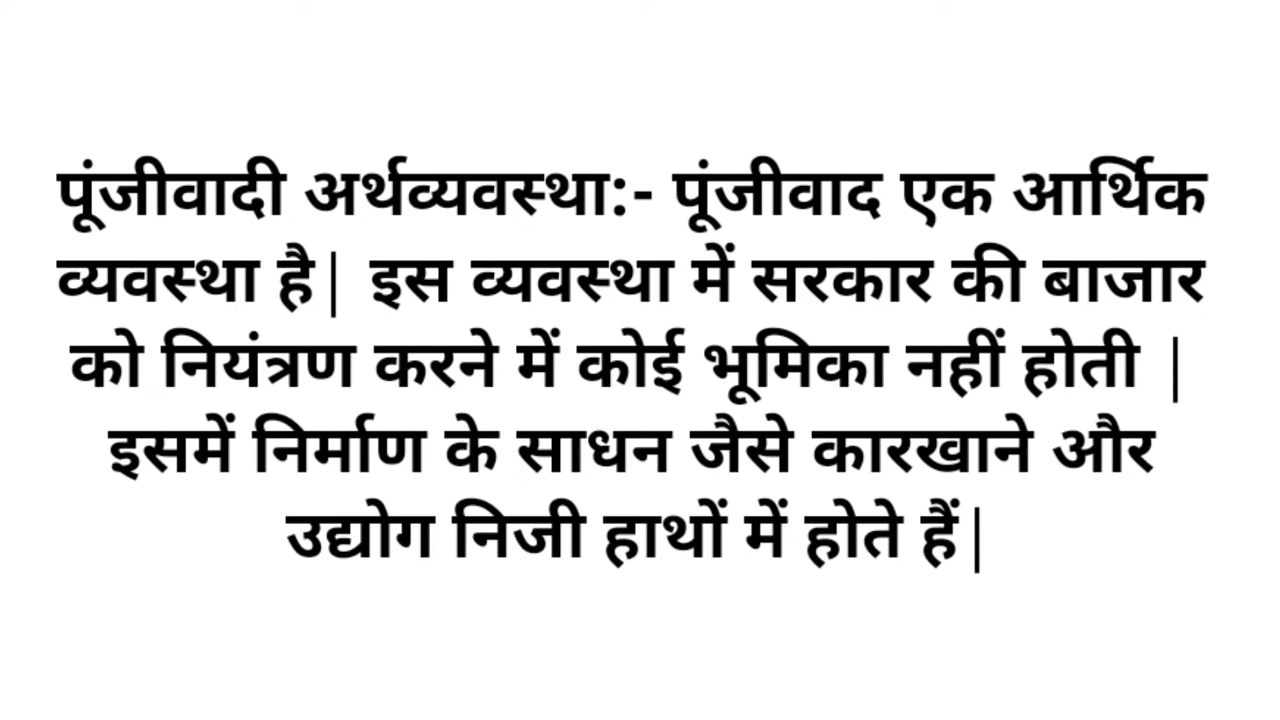 पूंजीवादी अर्थव्यवस्था:- पूंजीवाद एक आर्थिक
व्यवस्था है| इस व्यवस्था में सरकार की बाजार
को नियंत्रण करने में कोई भूमिका नहीं होती |
इसमें निर्माण के साधन जैसे कारखाने और
उद्योग निजी हाथों में होते हैं|